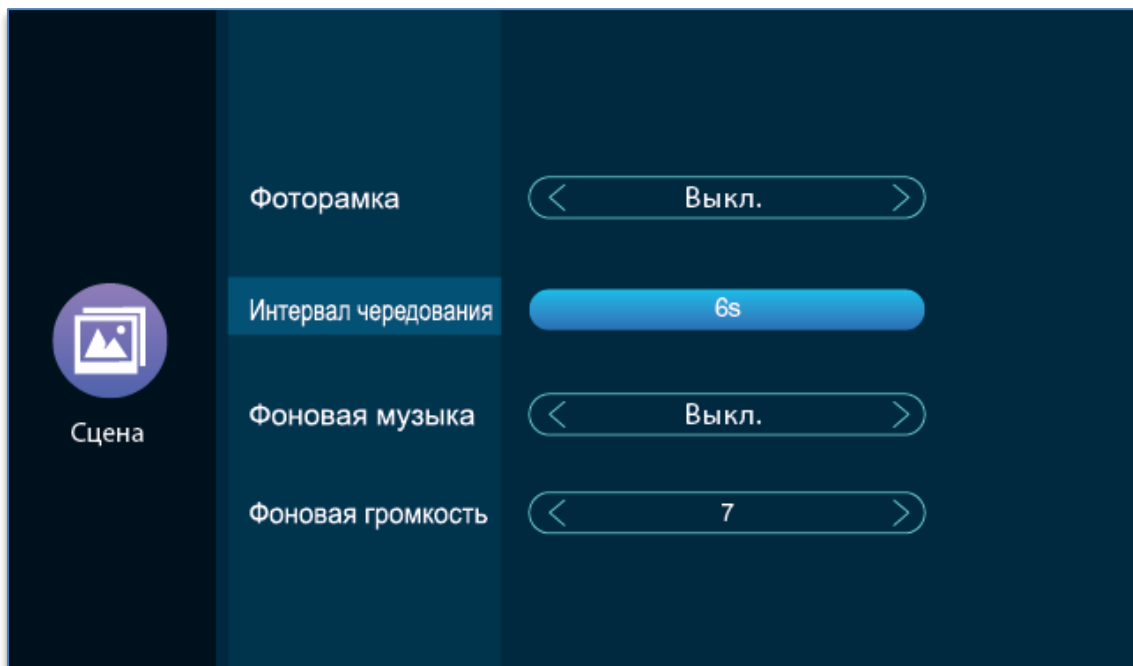 Фоторамка
Выкл.
Интервал чередования
6s
Фоновая музыка
Выкл.
Сцена
Фоновая громкость
7